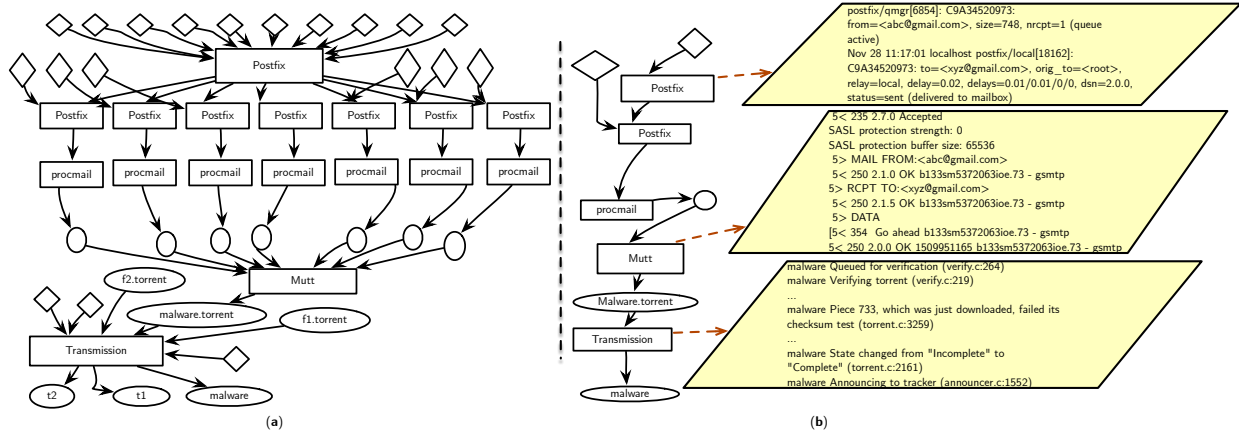 Postfix
Postfix
Postfix
Postfix
Postfix
Postfix
Postfix
Postfix
procmail
procmail
procmail
procmail
procmail
procmail
procmail
Mutt
f2.torrent
malware.torrent
f1.torrent
Transmission
t2
t1
malware
(a)
Postfix
Postfix
procmail
Mutt
Malware.torrent
Transmission
malware
postfix/qmgr[6854]: C9A34520973:
from=<abc@gmail.com>, size=748, nrcpt=1 (queue
active)
Nov 28 11:17:01 localhost postfix/local[18162]:
C9A34520973: to=<xyz@gmail.com>, orig_to=<root>,
relay=local, delay=0.02, delays=0.01/0.01/0/0, dsn=2.0.0,
status=sent (delivered to mailbox)
5< 235 2.7.0 Accepted
SASL protection strength: 0
SASL protection buffer size: 65536
5> MAIL FROM:<abc@gmail.com>
5< 250 2.1.0 OK b133sm5372063ioe.73 - gsmtp
5> RCPT TO:<xyz@gmail.com>
5< 250 2.1.5 OK b133sm5372063ioe.73 - gsmtp
5> DATA
[5< 354 Go ahead b133sm5372063ioe.73 - gsmtp
5< 250 2.0.0 OK 1509951165 b133sm5372063ioe.73 - gsmtp
malware Queued for verification (verify.c:264)
malware Verifying torrent (verify.c:219)
...
malware Piece 733, which was just downloaded, failed its
checksum test (torrent.c:3259)
...
malware State changed from "Incomplete" to
"Complete" (torrent.c:2161)
malware Announcing to tracker (announcer.c:1552)
(b)